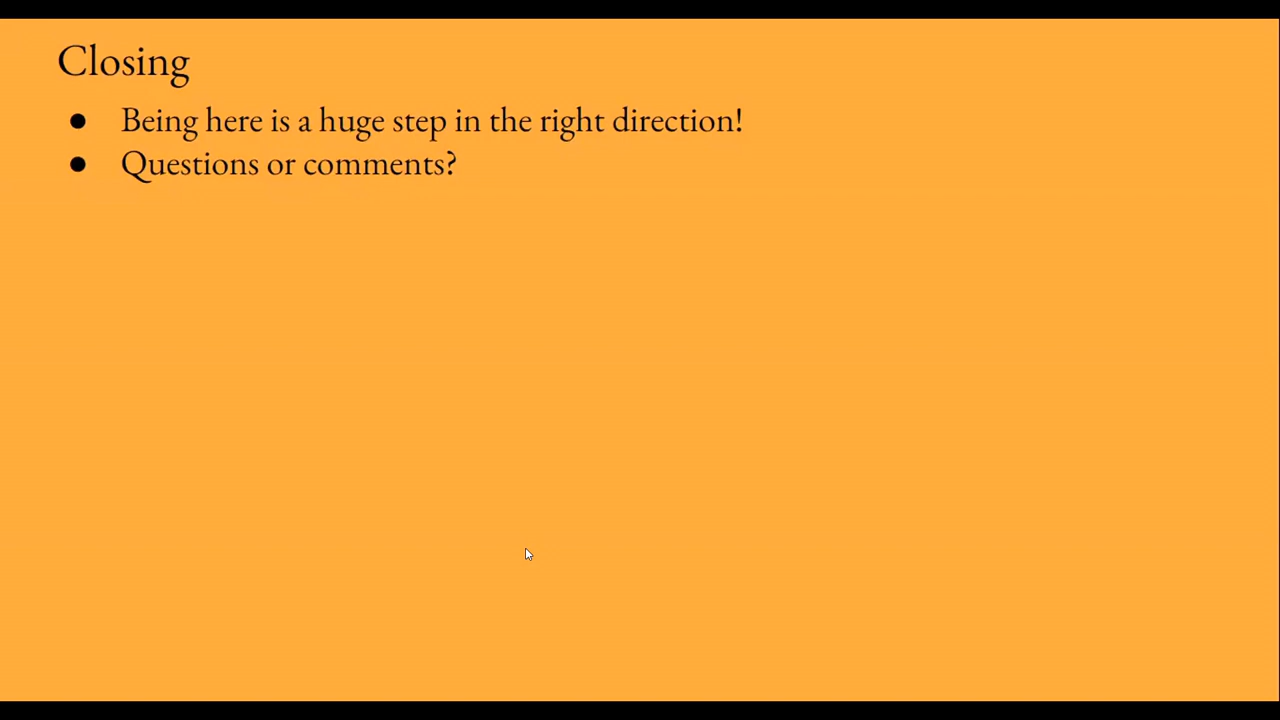 Closing
● Being here is a huge step in the right direction!
● Questions or comments?